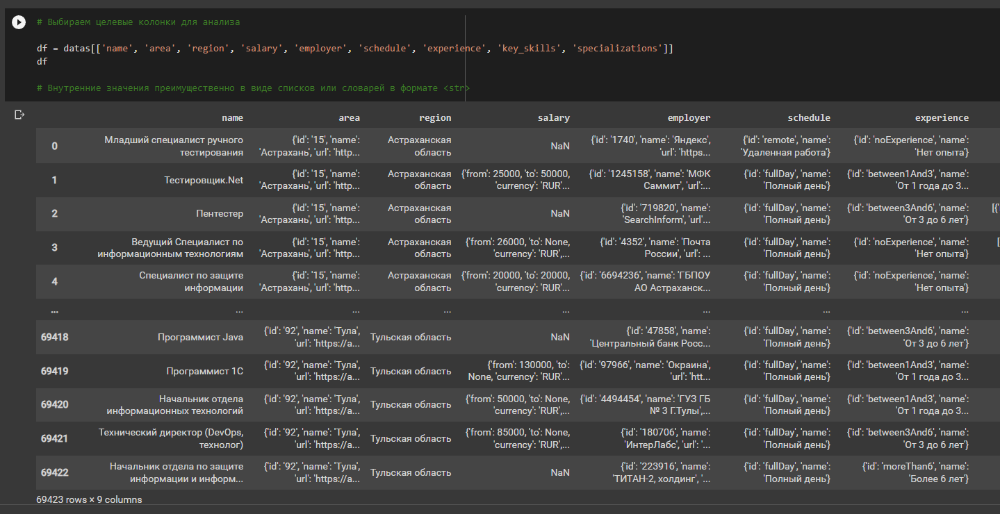 # Выбираем целевые колонки для анализа
df = datas[['name', 'area', 'region', 'salary', 'employer', 'schedule', 'experience', 'key_skills', 'specializations']]
df
# Внутренние значения преимущественно в виде списков или словарей в формате <str>
name area region salary employer schedule experience
0 Младший специалист ручного тестирования {'id': '15', 'name': 'Астрахань', 'url': 'http... Астраханская область NaN {'id': '1740', 'name': 'Яндекс', 'url': 'https... {'id': 'remote', 'name': 'Удаленная работа'} {'id': 'noExperience', 'name': 'Нет опыта'}
1 Тестировщик.Net {'id': '15', 'name': 'Астрахань', 'url': 'http... Астраханская область {'from': 25000, 'to': 50000, 'currency': 'RUR'... {'id': '1245158', 'name': 'МФК Саммит', 'url':... {'id': 'fullDay', 'name': 'Полный день'} {'id': 'between1And3', 'name': 'От 1 года до 3...
2 Пентестер {'id': '15', 'name': 'Астрахань', 'url': 'http... Астраханская область NaN {'id': '719820', 'name': 'SearchInform', 'url'... {'id': 'fullDay', 'name': 'Полный день'} {'id': 'between3And6', 'name': 'От 3 до 6 лет'} [{'
3 Ведущий Специалист по информационным технологиям {'id': '15', 'name': 'Астрахань', 'url': 'http... Астраханская область {'from': 26000, 'to': None, 'currency': 'RUR',... {'id': '4352', 'name': 'Почта России', 'url': ... {'id': 'fullDay', 'name': 'Полный день'} {'id': 'noExperience', 'name': 'Нет опыта'} [
4 Специалист по защите информации {'id': '15', 'name': 'Астрахань', 'url': 'http... Астраханская область {'from': 20000, 'to': 20000, 'currency': 'RUR'... {'id': '6694236', 'name': 'ГБПОУ АО Астраханск... {'id': 'fullDay', 'name': 'Полный день'} {'id': 'noExperience', 'name': 'Нет опыта'}
... ... ... ... ... ... ... ...
69418 Программист Java {'id': '92', 'name': 'Тула', 'url': 'https://a... Тульская область NaN {'id': '47858', 'name': 'Центральный банк Росс... {'id': 'fullDay', 'name': 'Полный день'} {'id': 'between3And6', 'name': 'От 3 до 6 лет'}
69419 Программист 1С {'id': '92', 'name': 'Тула', 'url': 'https://a... Тульская область {'from': 130000, 'to': None, 'currency': 'RUR'... {'id': '97966', 'name': 'Окраина', 'url': 'htt... {'id': 'fullDay', 'name': 'Полный день'} {'id': 'between1And3', 'name': 'От 1 года до 3...
69420 Начальник отдела информационных технологий {'id': '92', 'name': 'Тула', 'url': 'https://a... Тульская область {'from': 50000, 'to': None, 'currency': 'RUR',... {'id': '4494454', 'name': 'ГУЗ ГБ № 3 Г.Тулы',... {'id': 'fullDay', 'name': 'Полный день'} {'id': 'between1And3', 'name': 'От 1 года до 3...
69421 Технический директор (DevOps, технолог) {'id': '92', 'name': 'Тула', 'url': 'https://a... Тульская область {'from': 85000, 'to': None, 'currency': 'RUR',... {'id': '180706', 'name': 'ИнтерЛабс', 'url': '... {'id': 'fullDay', 'name': 'Полный день'} {'id': 'between3And6', 'name': 'От 3 до 6 лет'}
69422 Начальник отдела по защите информации и информ... {'id': '92', 'name': 'Тула', 'url': 'https://a... Тульская область NaN {'id': '223916', 'name': 'ТИТАН-2, холдинг', '... {'id': 'fullDay', 'name': 'Полный день'} {'id': 'moreThan6', 'name': 'Более 6 лет'}
69423 rows × 9 columns